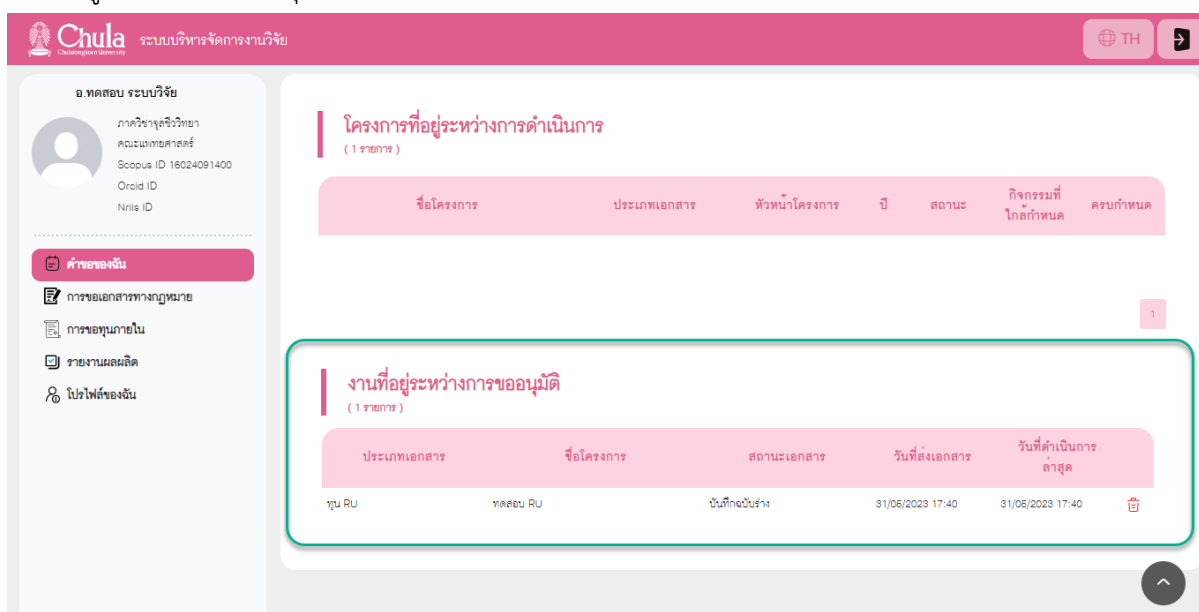 Chula
Chulalongkorn University
ระบบบริหารจัดการงานวิจัย
TH
อ.ทดสอบ ระบบวิจัย
ภาควิชาจุลชีววิทยา
คณะแพทยศาสตร์
Scopus ID 16024091400
Orcid ID
Nriis ID
คำขอของฉัน
การขอเอกสารทางกฎหมาย
การขอทุนภายใน
รายงานผลผลิต
โปรไฟล์ของฉัน
โครงการที่อยู่ระหว่างการดำเนินการ
( 1 รายการ )
ชื่อโครงการ ประเภทเอกสาร หัวหน้าโครงการ ปี สถานะ กิจกรรมที่ใกล้กำหนด ครบกำหนด
1
งานที่อยู่ระหว่างการขออนุมัติ
( 1 รายการ )
ประเภทเอกสาร ชื่อโครงการ สถานะเอกสาร วันที่ส่งเอกสาร วันที่ดำเนินการล่าสุด
ทุน RU ทดสอบ RU บันทึกฉบับร่าง 31/05/2023 17:40 31/05/2023 17:40